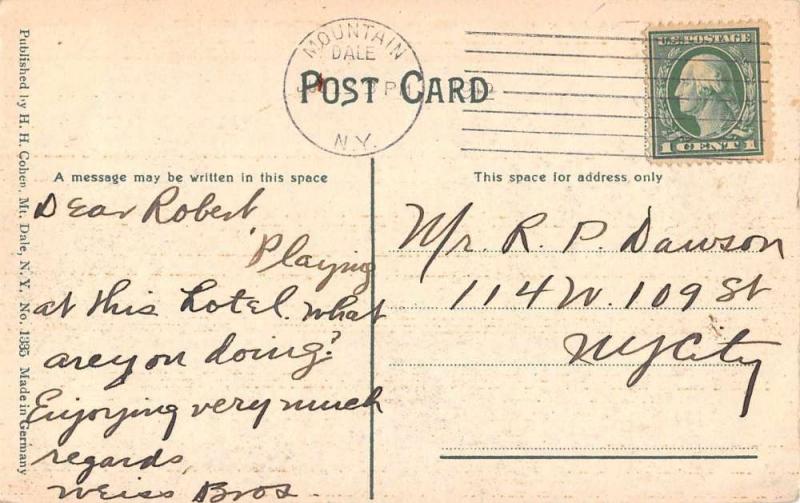 MOUNTAIN
DALE
N.Y.
POST CARD
U.S. POSTAGE
1 CENT 1
A message may be written in this space
This space for address only
Dear Robert
Playing
at this hotel. What
are you doing?
Enjoying very much
regards
Weiss Bros.
Mr. R. P. Dawson
114 W. 109 St
NY City
Published by H. H. Cohen, Mt. Dale, N. Y. No. 1385 Made in Germany